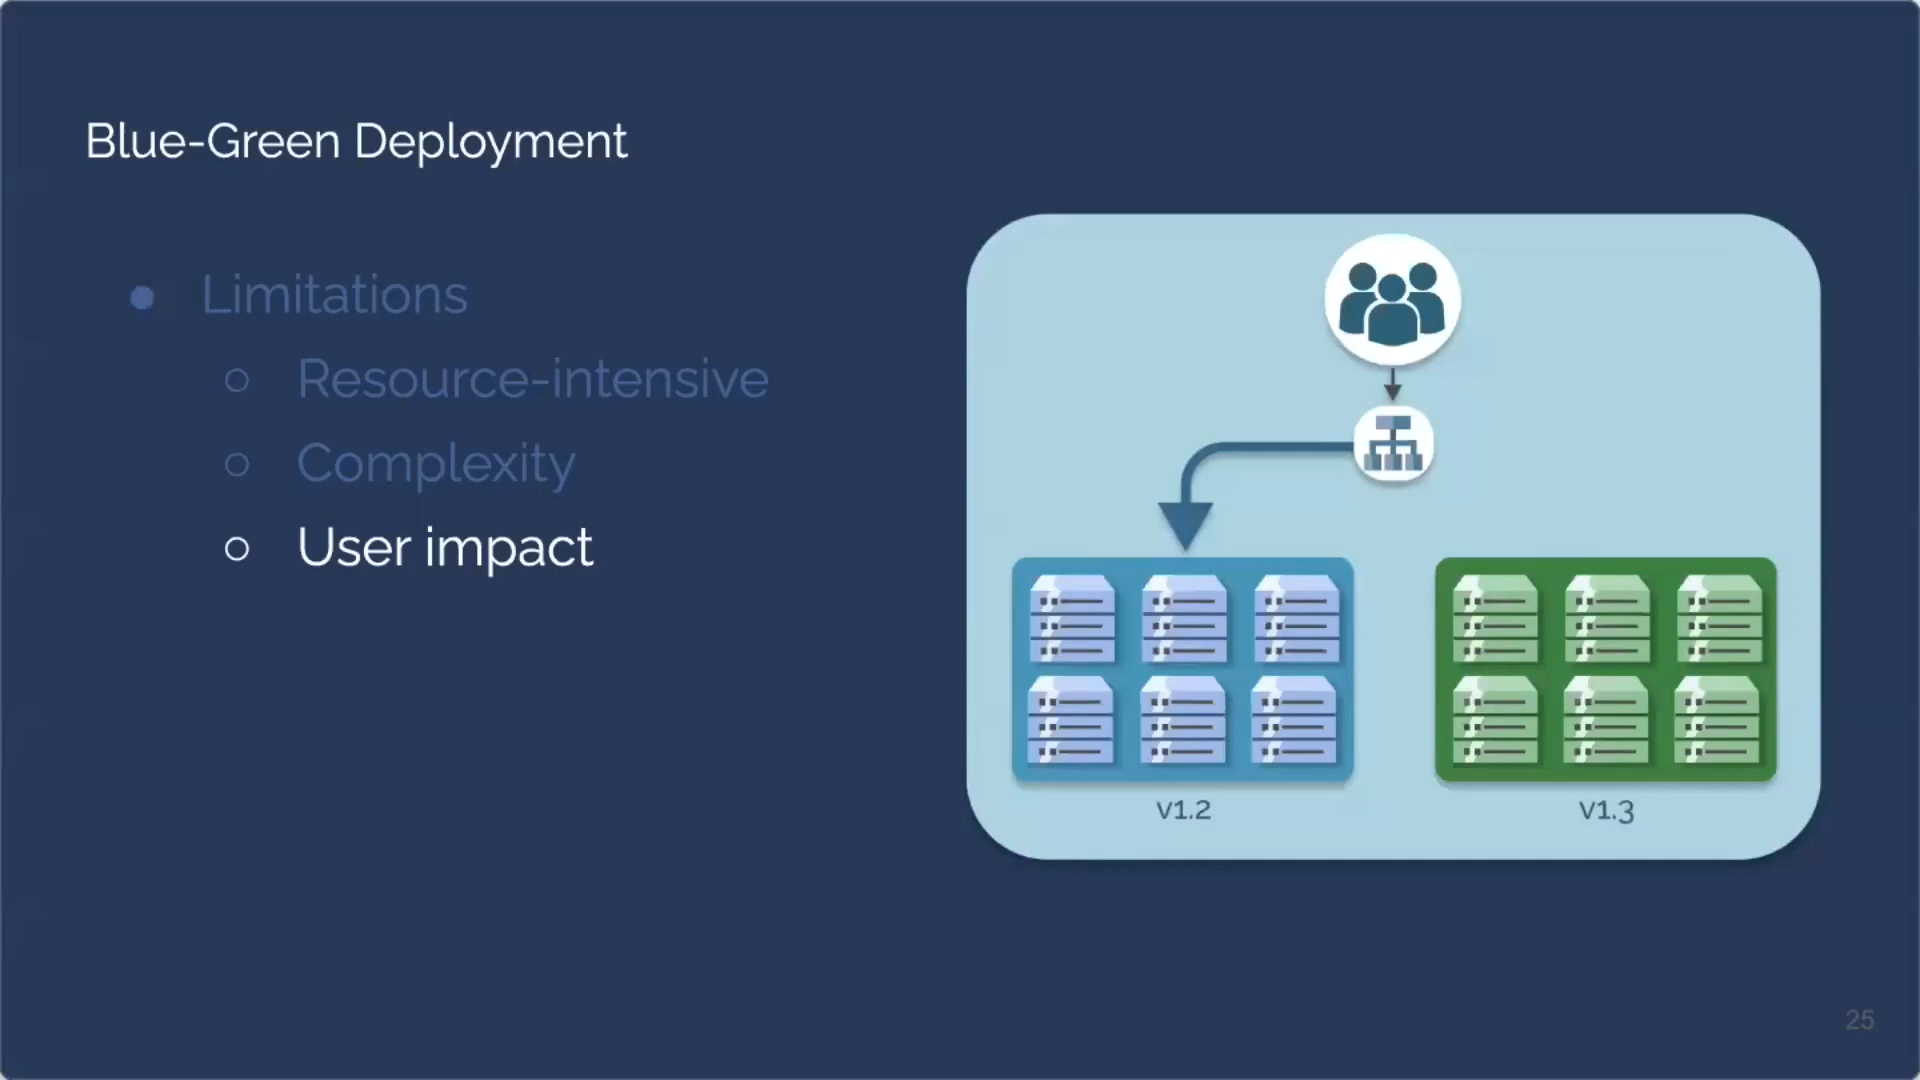 Blue-Green Deployment
● Limitations
○ Resource-intensive
○ Complexity
○ User impact
v1.2
v1.3
25